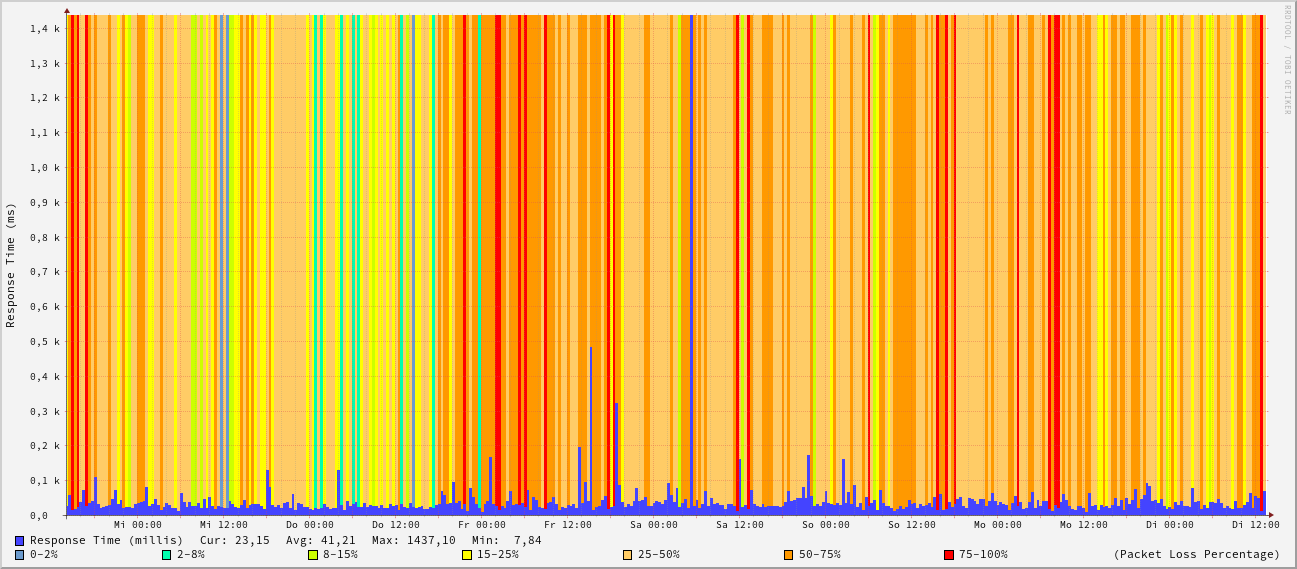 RRDTOOL / TOBI OETIKER
Response Time (ms)
1,4 k
1,3 k
1,2 k
1,1 k
1,0 k
0,9 k
0,8 k
0,7 k
0,6 k
0,5 k
0,4 k
0,3 k
0,2 k
0,1 k
0,0
Mi 00:00 Mi 12:00 Do 00:00 Do 12:00 Fr 00:00 Fr 12:00 Sa 00:00 Sa 12:00 So 00:00 So 12:00 Mo 00:00 Mo 12:00 Di 00:00 Di 12:00
Response Time (millis) Cur: 23,15 Avg: 41,21 Max: 1437,10 Min: 7,84
0-2% 2-8% 8-15% 15-25% 25-50% 50-75% 75-100% (Packet Loss Percentage)